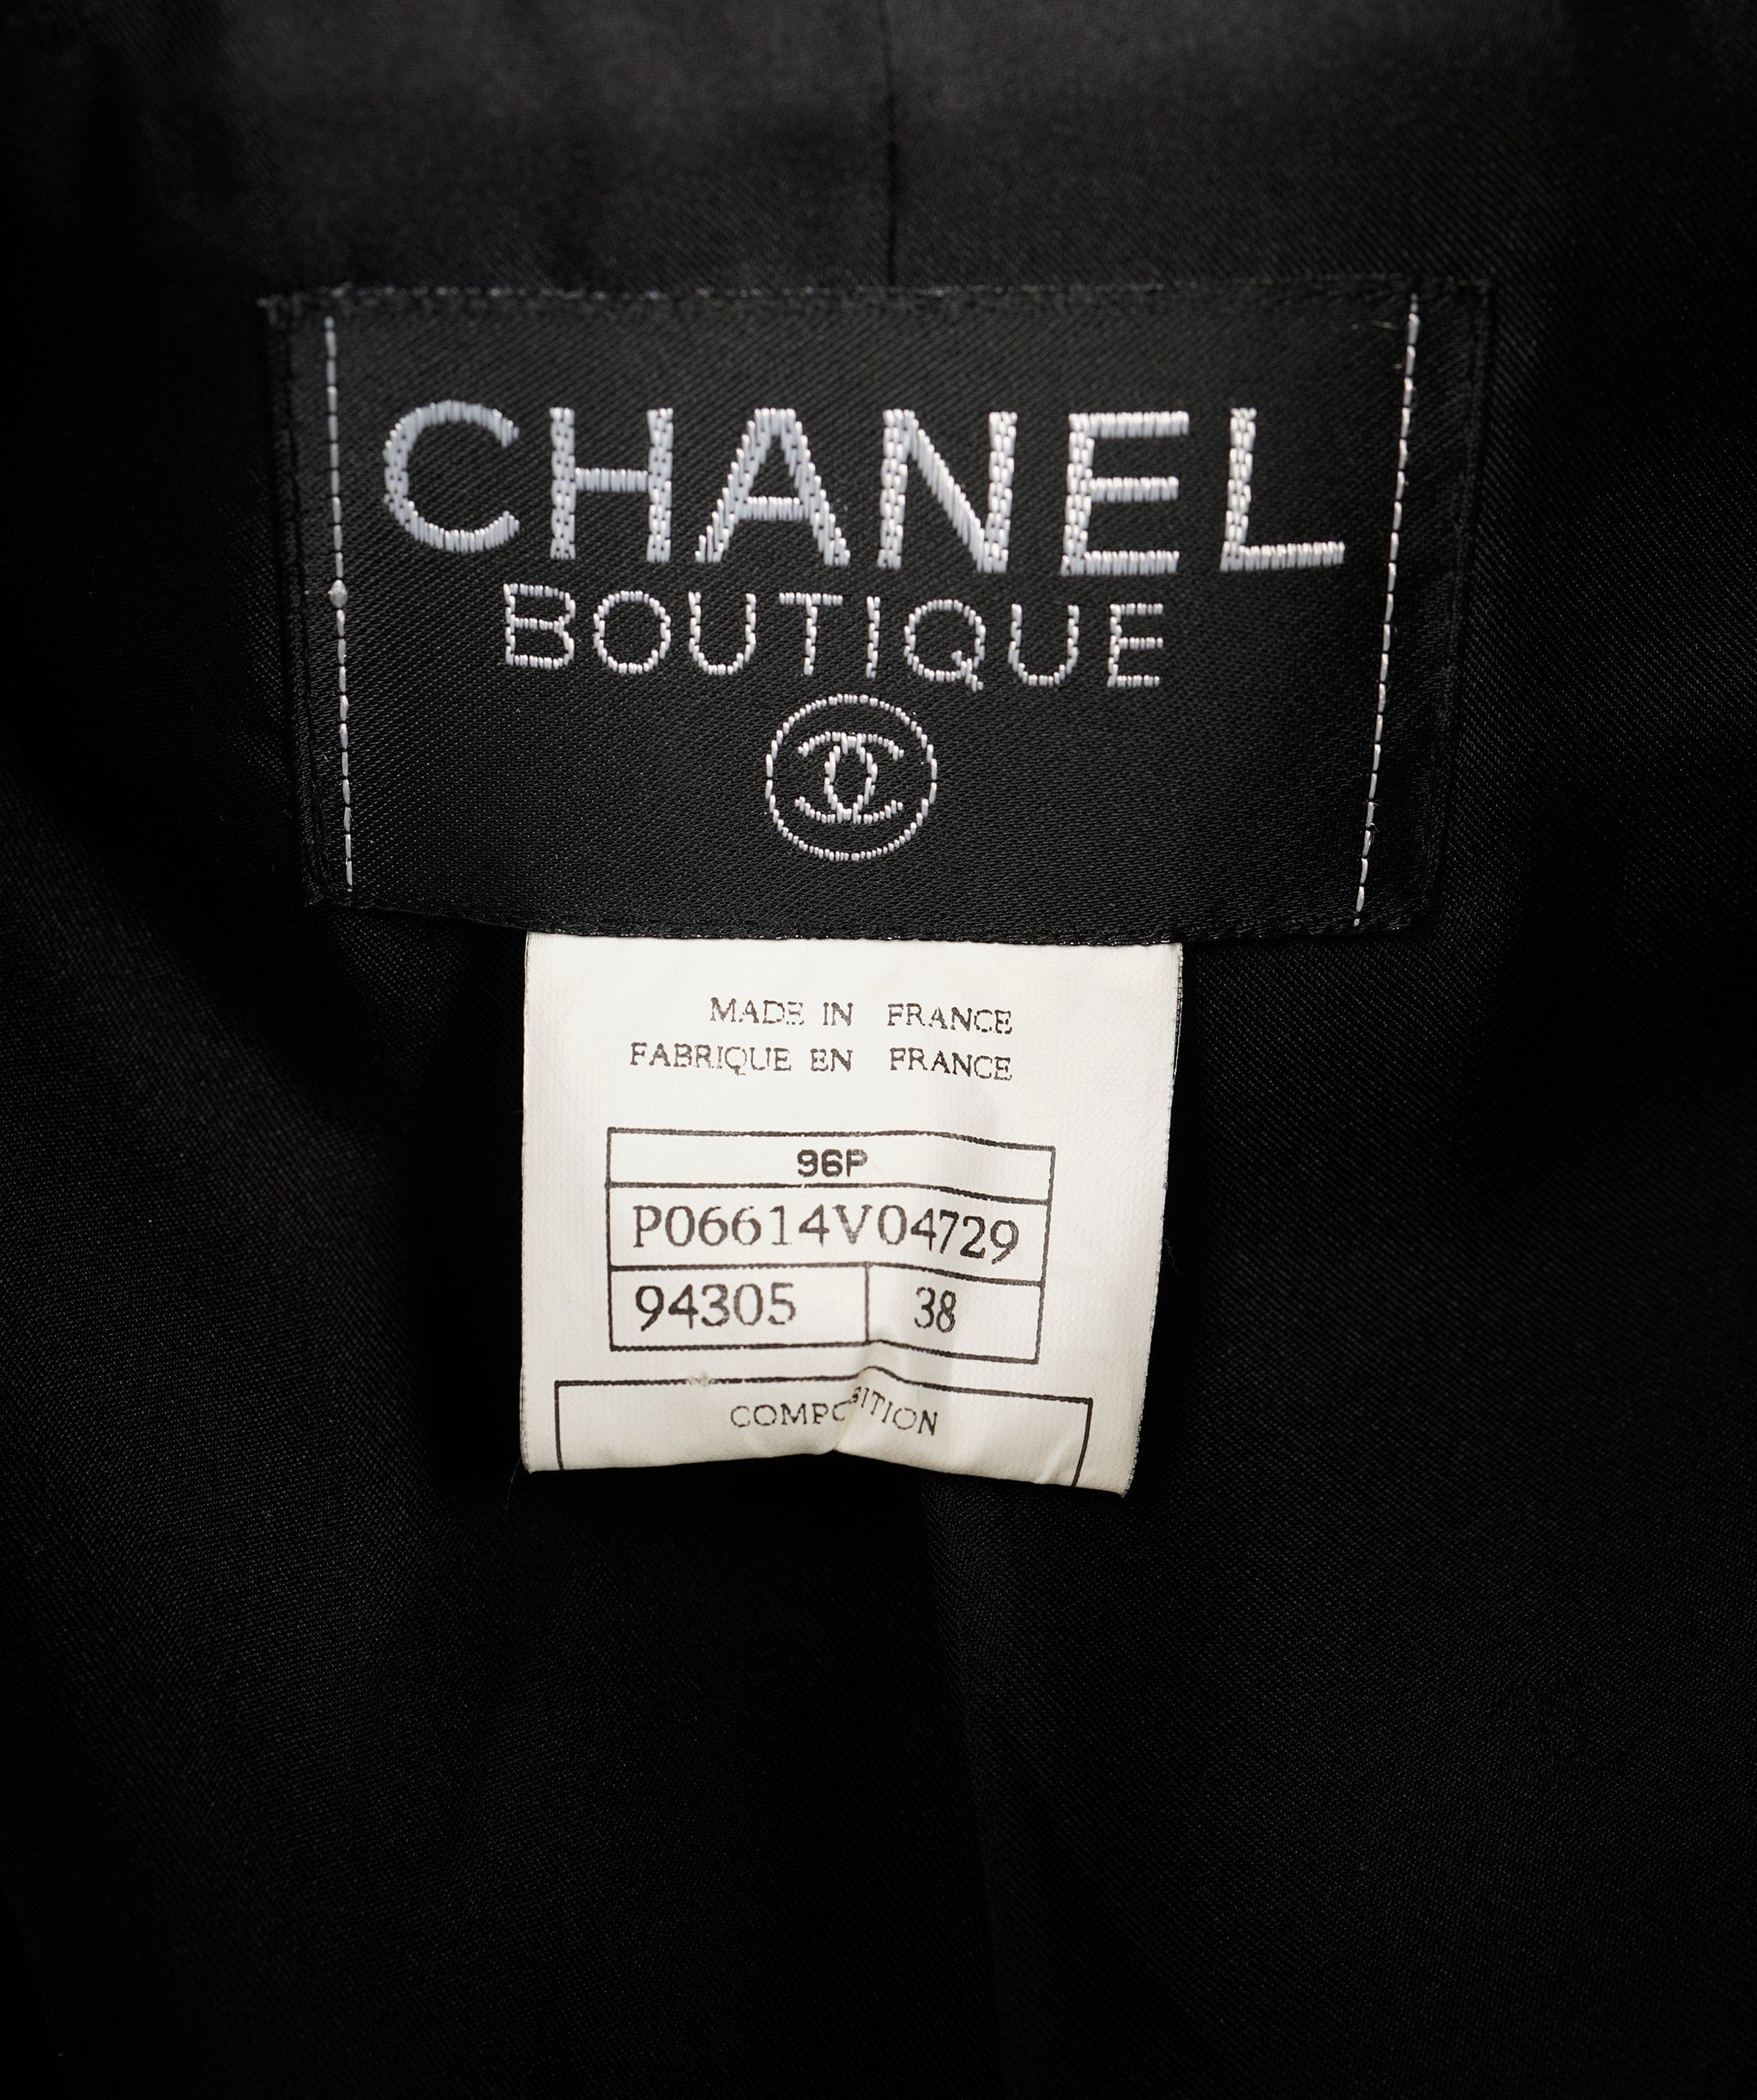 CHANEL
BOUTIQUE
MADE IN FRANCE
FABRIQUE EN FRANCE
96P
P06614V04729
94305 38
COMPOSITION